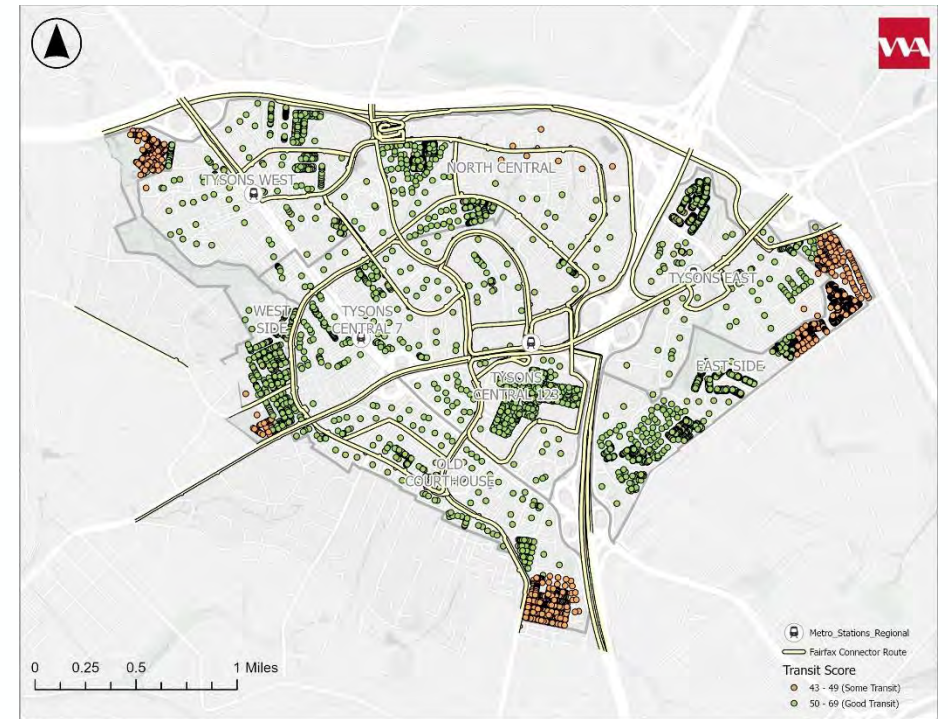 VVA
NORTH CENTRAL
TYSONS WEST
TYSONS EAST
WEST
SIDE
TYSONS
CENTRAL 7
EAST SIDE
TYSONS
CENTRAL 123
OLD
COURTHOUSE
Metro_Stations_Regional
Fairfax Connector Route
Transit Score
43 - 49 (Some Transit)
50 - 69 (Good Transit)
0 0.25 0.5 1 Miles